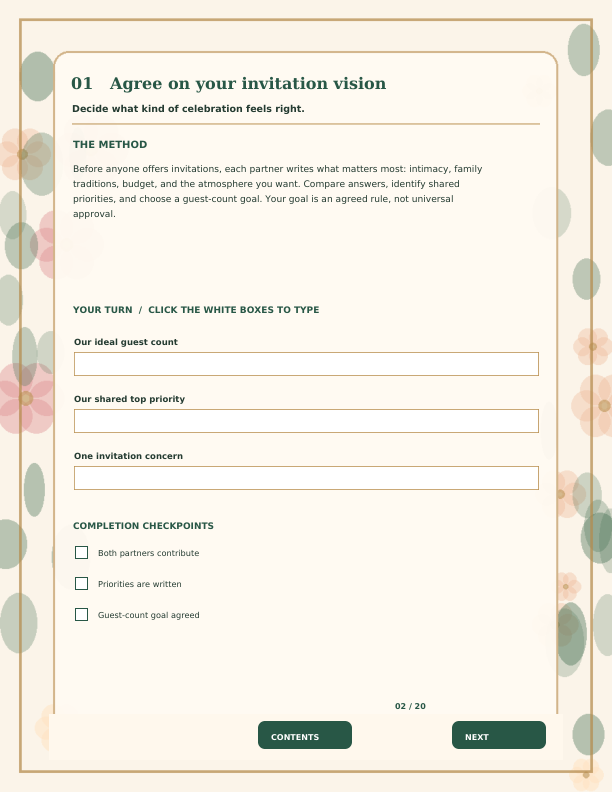 01 Agree on your invitation vision
Decide what kind of celebration feels right.
THE METHOD
Before anyone offers invitations, each partner writes what matters most: intimacy, family
traditions, budget, and the atmosphere you want. Compare answers, identify shared
priorities, and choose a guest-count goal. Your goal is an agreed rule, not universal
approval.
YOUR TURN / CLICK THE WHITE BOXES TO TYPE
Our ideal guest count
Our shared top priority
One invitation concern
COMPLETION CHECKPOINTS
Both partners contribute
Priorities are written
Guest-count goal agreed
02 / 20
CONTENTS
NEXT